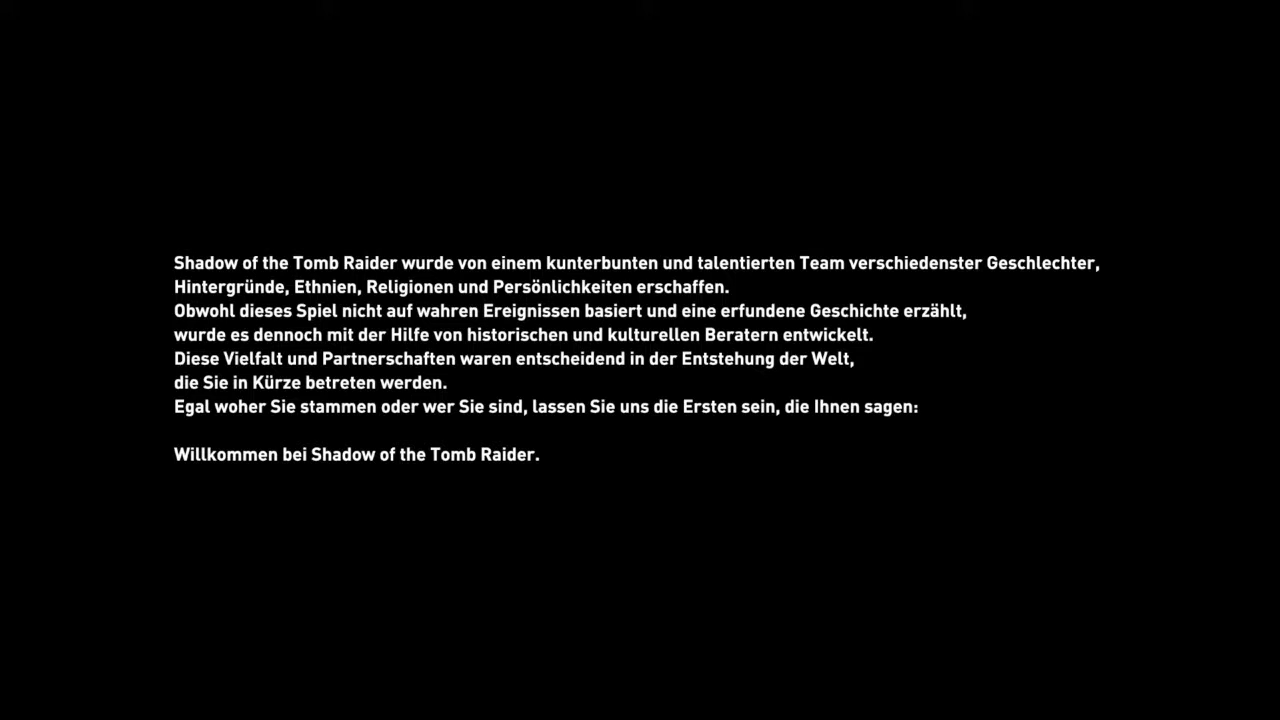 Shadow of the Tomb Raider wurde von einem kunterbunten und talentierten Team verschiedenster Geschlechter,
Hintergründe, Ethnien, Religionen und Persönlichkeiten erschaffen.
Obwohl dieses Spiel nicht auf wahren Ereignissen basiert und eine erfundene Geschichte erzählt,
wurde es dennoch mit der Hilfe von historischen und kulturellen Beratern entwickelt.
Diese Vielfalt und Partnerschaften waren entscheidend in der Entstehung der Welt,
die Sie in Kürze betreten werden.
Egal woher Sie stammen oder wer Sie sind, lassen Sie uns die Ersten sein, die Ihnen sagen:
Willkommen bei Shadow of the Tomb Raider.